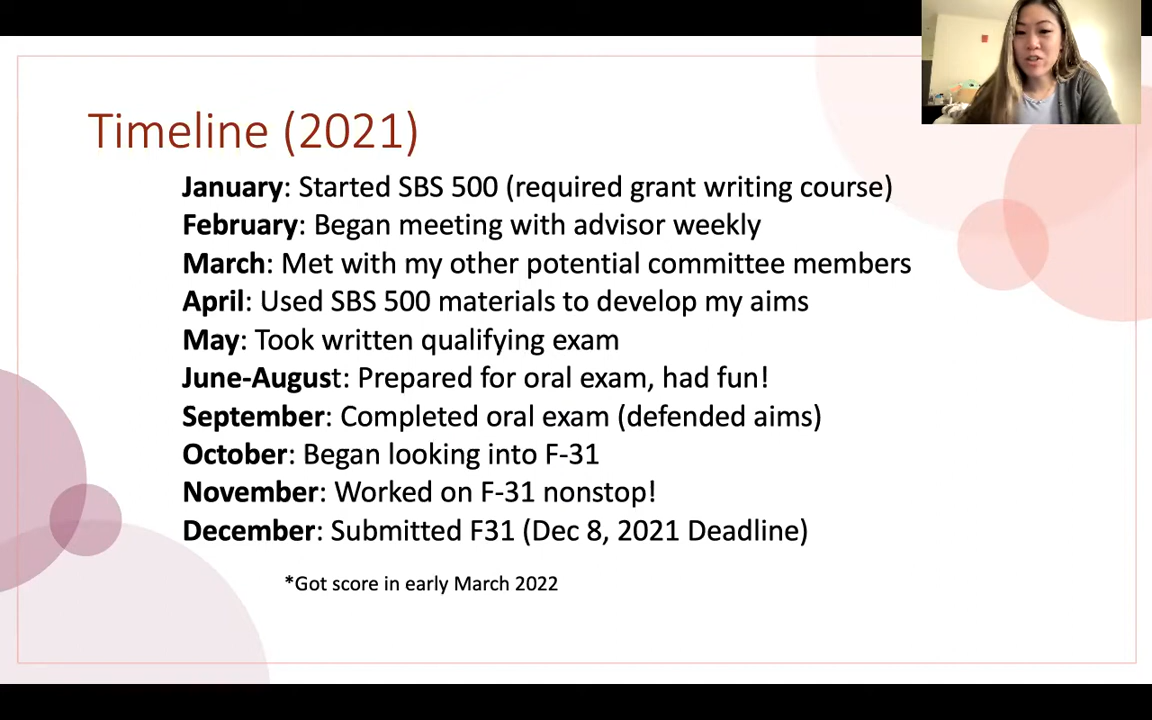 Timeline (2021)
January: Started SBS 500 (required grant writing course)
February: Began meeting with advisor weekly
March: Met with my other potential committee members
April: Used SBS 500 materials to develop my aims
May: Took written qualifying exam
June-August: Prepared for oral exam, had fun!
September: Completed oral exam (defended aims)
October: Began looking into F-31
November: Worked on F-31 nonstop!
December: Submitted F31 (Dec 8, 2021 Deadline)
*Got score in early March 2022